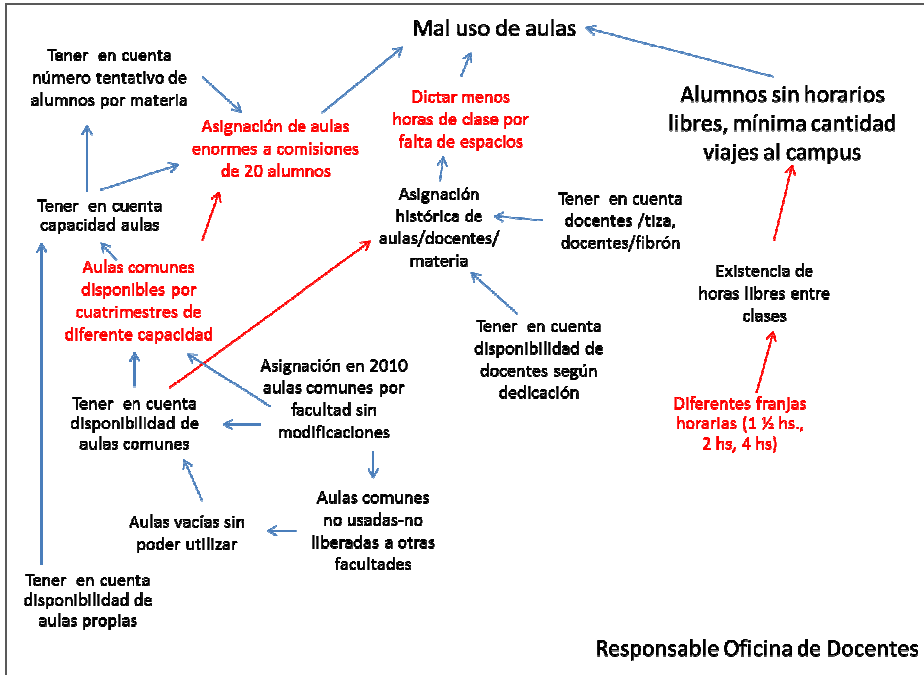 Mal uso de aulas
Tener en cuenta
número tentativo de
alumnos por materia
Asignación de aulas
enormes a comisiones
de 20 alumnos
Dictar menos
horas de clase por
falta de espacios
Alumnos sin horarios
libres, mínima cantidad
viajes al campus
Tener en cuenta
capacidad aulas
Asignación
histórica de
aulas/docentes/
materia
Tener en cuenta
docentes /tiza,
docentes/fibrón
Aulas comunes
disponibles por
cuatrimestres de
diferente capacidad
Existencia de
horas libres entre
clases
Tener en cuenta
disponibilidad de
docentes según
dedicación
Asignación en 2010
aulas comunes por
facultad sin
modificaciones
Tener en cuenta
disponibilidad de
aulas comunes
Diferentes franjas
horarias (1 ½ hs.,
2 hs, 4 hs)
Aulas vacías sin
poder utilizar
Aulas comunes
no usadas-no
liberadas a otras
facultades
Tener en cuenta
disponibilidad de
aulas propias
Responsable Oficina de Docentes